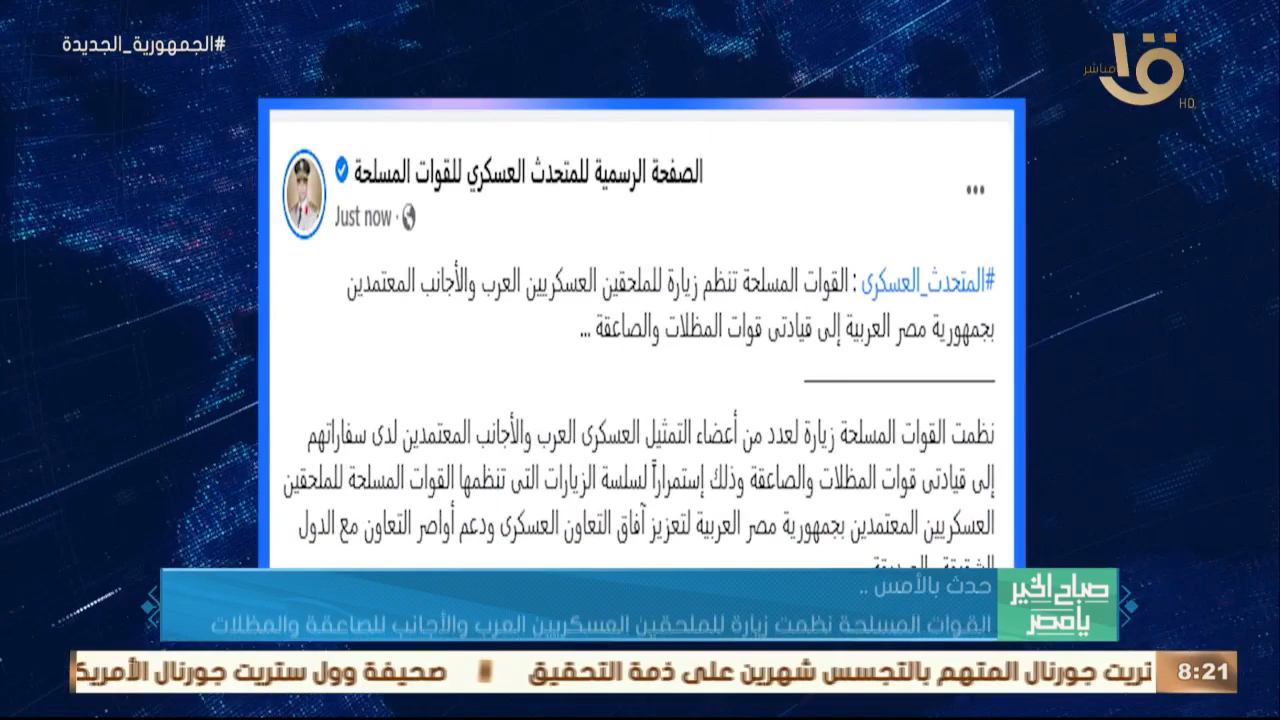 #الجمهورية_الجديدة
مباشر
HD
الصفحة الرسمية للمتحدث العسكري للقوات المسلحة
Just now ·
#المتحدث_العسكرى : القوات المسلحة تنظم زيارة للملحقين العسكريين العرب والأجانب المعتمدين
بجمهورية مصر العربية إلى قيادتى قوات المظلات والصاعقة ...
نظمت القوات المسلحة زيارة لعدد من أعضاء التمثيل العسكرى العرب والأجانب المعتمدين لدى سفاراتهم
إلى قيادتى قوات المظلات والصاعقة وذلك إستمراراً لسلسة الزيارات التى تنظمها القوات المسلحة للملحقين
العسكريين المعتمدين بجمهورية مصر العربية لتعزيز آفاق التعاون العسكرى ودعم أواصر التعاون مع الدول
صباح الخير
يا مصر
حدث بالأمس ..
القوات المسلحة نظمت زيارة للملحقين العسكريين العرب والأجانب للصاعقة والمظلات
8:21
تريت جورنال المتهم بالتجسس شهرين على ذمة التحقيق
صحيفة وول ستريت جورنال الأمريك